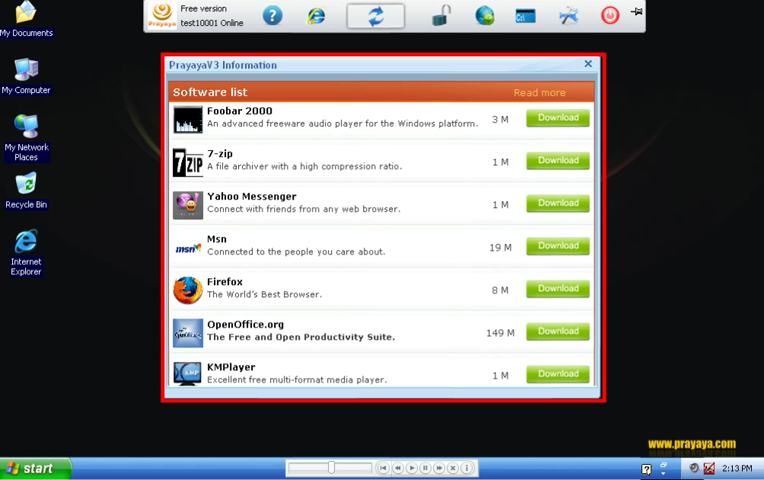 My Documents
My Computer
My Network
Places
Recycle Bin
Internet
Explorer
Prayaya
Free version
test10001 Online
PrayayaV3 Information
Software list
Read more
Foobar 2000
An advanced freeware audio player for the Windows platform.
3 M
Download
7-zip
A file archiver with a high compression ratio.
1 M
Download
7ZIP
Yahoo Messenger
Connect with friends from any web browser.
1 M
Download
Msn
Connected to the people you care about.
19 M
Download
msn
Firefox
The World's Best Browser.
8 M
Download
OpenOffice.org
The Free and Open Productivity Suite.
149 M
Download
KMPlayer
Excellent free multi-format media player.
1 M
Download
www.prayaya.com
start
2:13 PM